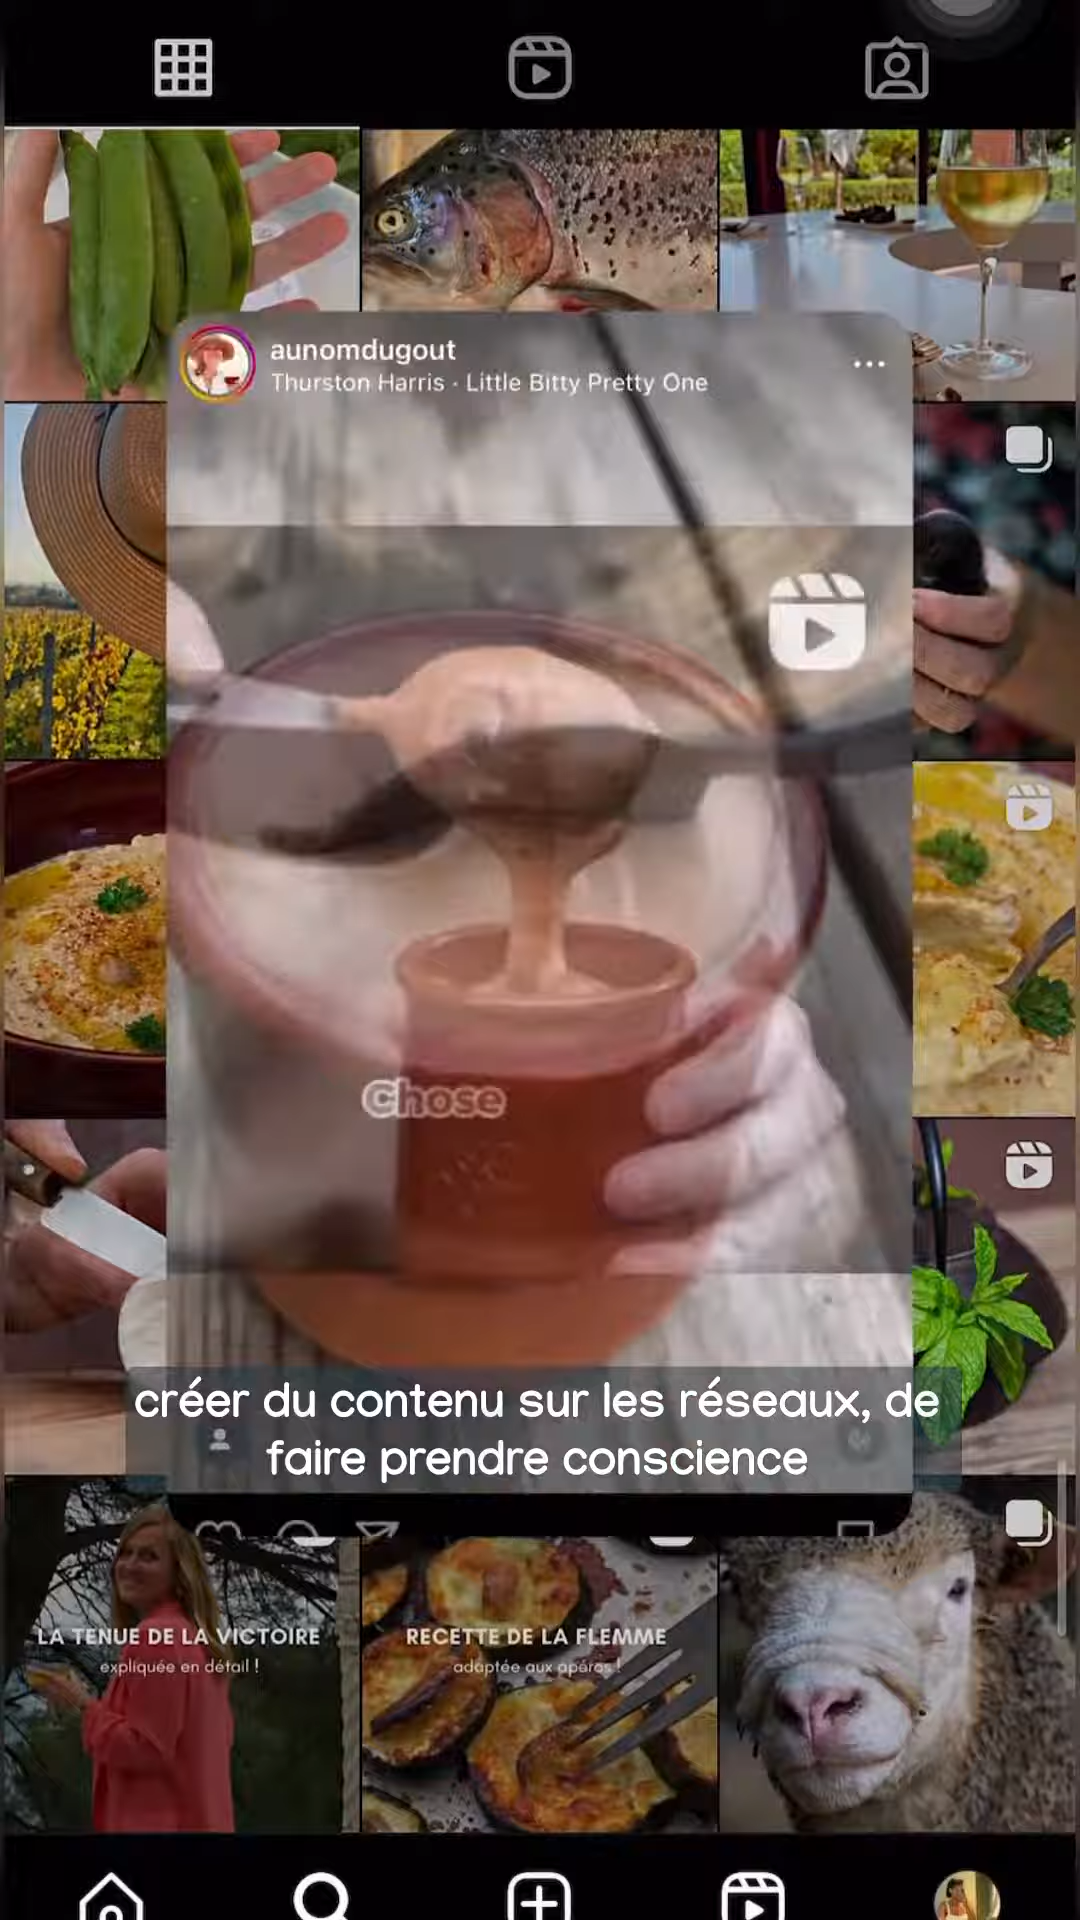 aunomdugout
Thurston Harris · Little Bitty Pretty One
Chose
créer du contenu sur les réseaux, de
faire prendre conscience
LA TENUE DE LA VICTOIRE
expliquée en détail !
RECETTE DE LA FLEMME
adaptée aux apéros !